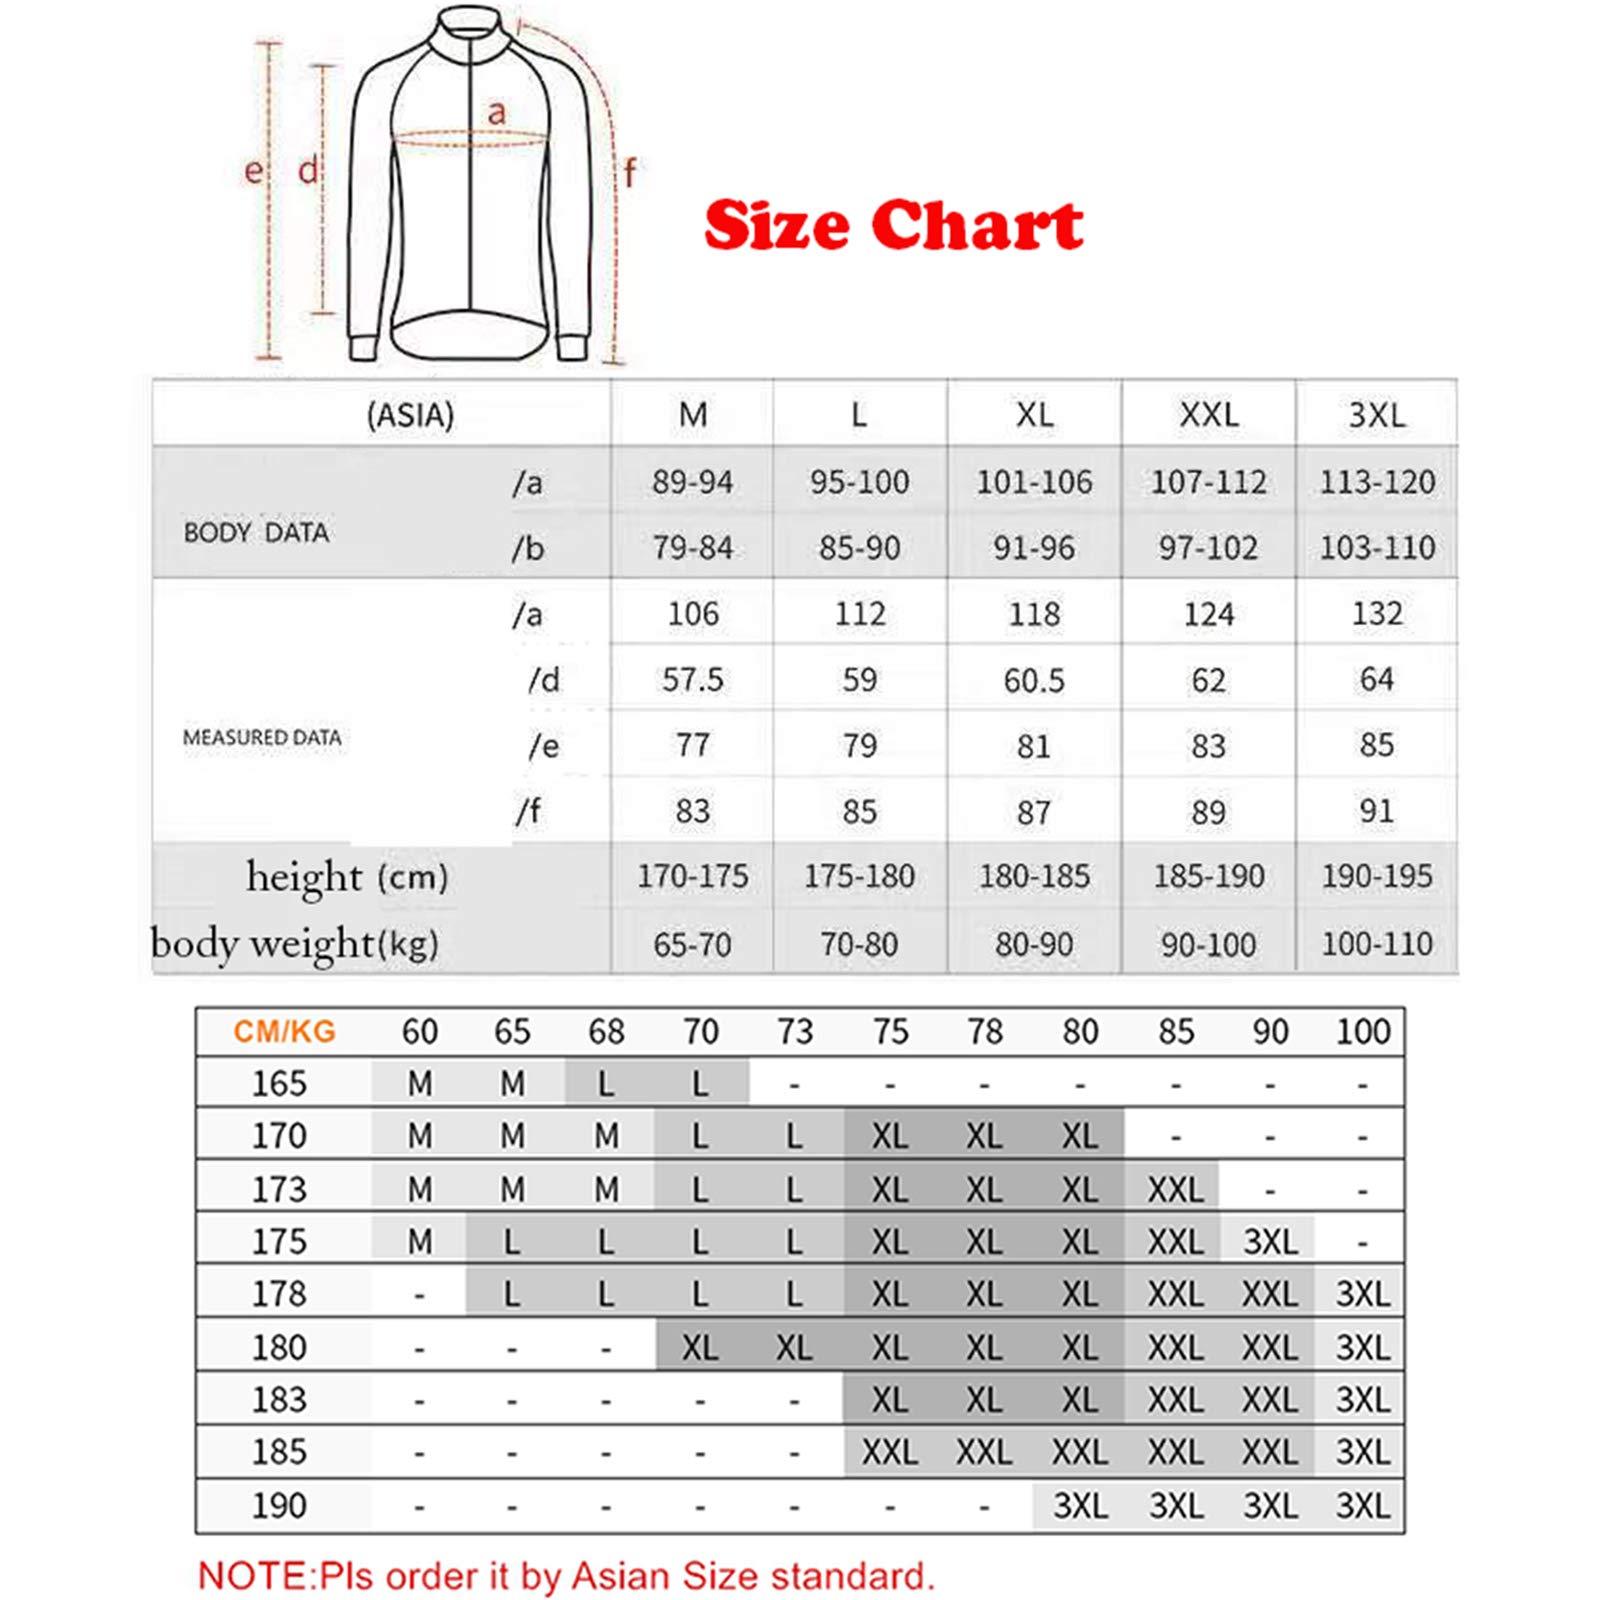 a
e
d
f
Size Chart
(ASIA) M L XL XXL 3XL
/a 89-94 95-100 101-106 107-112 113-120
BODY DATA
/b 79-84 85-90 91-96 97-102 103-110
/a 106 112 118 124 132
/d 57.5 59 60.5 62 64
MEASURED DATA
/e 77 79 81 83 85
/f 83 85 87 89 91
height (cm) 170-175 175-180 180-185 185-190 190-195
body weight(kg) 65-70 70-80 80-90 90-100 100-110
CM/KG 60 65 68 70 73 75 78 80 85 90 100
165 M M L L - - - - - - -
170 M M M L L XL XL XL - - -
173 M M M L L XL XL XL XXL - -
175 M L L L L XL XL XL XXL 3XL -
178 - L L L L XL XL XL XXL XXL 3XL
180 - - - XL XL XL XL XL XXL XXL 3XL
183 - - - - - XL XL XL XXL XXL 3XL
185 - - - - - XXL XXL XXL XXL XXL 3XL
190 - - - - - - - 3XL 3XL 3XL 3XL
NOTE:Pls order it by Asian Size standard.